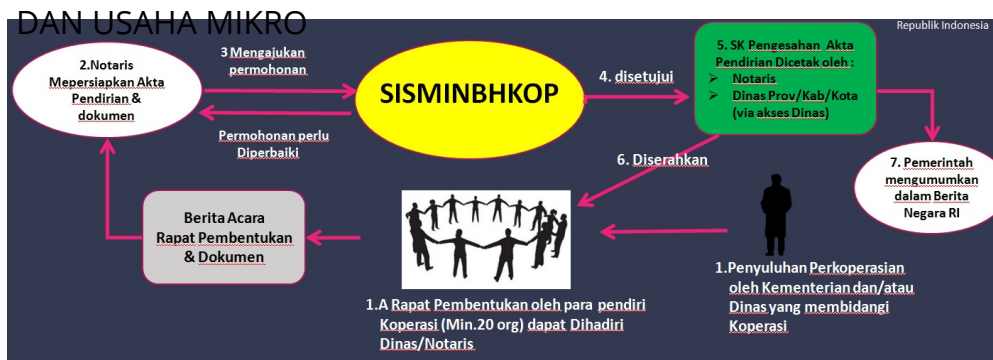 DAN USAHA MIKRO
Republik Indonesia
2.Notaris
Mepersiapkan Akta
Pendirian &
dokumen
3 Mengajukan
permohonan
Permohonan perlu
Diperbaiki
SISMINBHKOP
4. disetujui
5. SK Pengesahan Akta
Pendirian Dicetak oleh :
➢ Notaris
➢ Dinas Prov/Kab/Kota
(via akses Dinas)
6. Diserahkan
7. Pemerintah
mengumumkan
dalam Berita
Negara RI
Berita Acara
Rapat Pembentukan
& Dokumen
1.A Rapat Pembentukan oleh para pendiri
Koperasi (Min.20 org) dapat Dihadiri
Dinas/Notaris
1.Penyuluhan Perkoperasian
oleh Kementerian dan/atau
Dinas yang membidangi
Koperasi